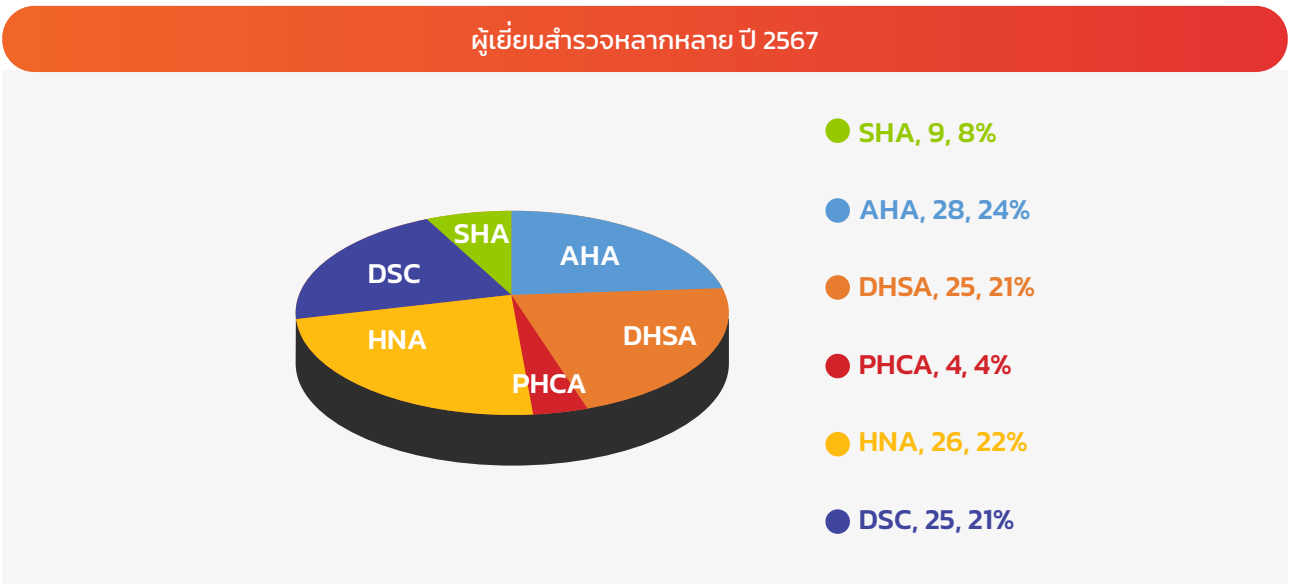 ผู้เยี่ยมสำรวจหลากหลาย ปี 2567
SHA, 9, 8%
AHA, 28, 24%
DHSA, 25, 21%
PHCA, 4, 4%
HNA, 26, 22%
DSC, 25, 21%
SHA
AHA
DSC
DHSA
HNA
PHCA